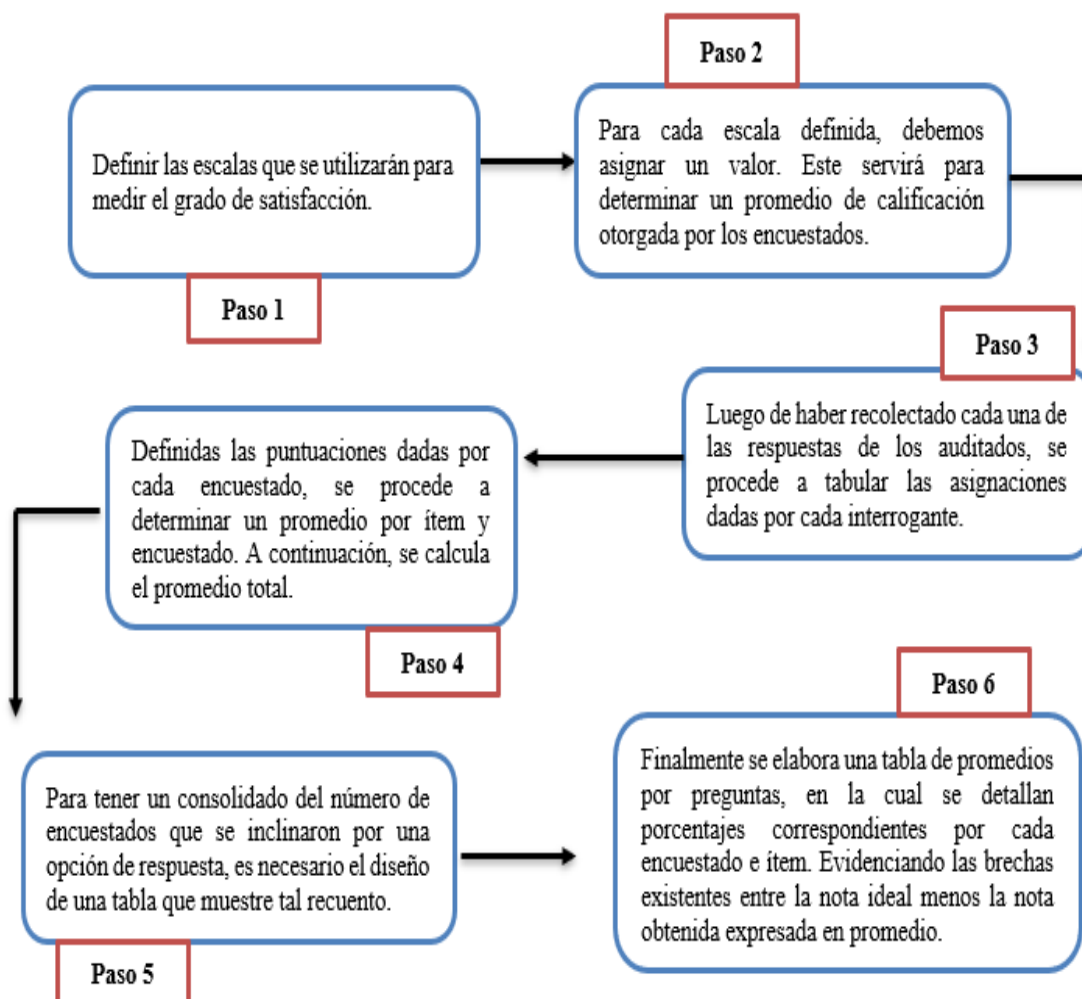 Paso 1
Definir las escalas que se utilizarán para
medir el grado de satisfacción.
Paso 2
Para cada escala definida, debemos
asignar un valor. Este servirá para
determinar un promedio de calificación
otorgada por los encuestados.
Paso 3
Luego de haber recolectado cada una de
las respuestas de los auditados, se
procede a tabular las asignaciones
dadas por cada interrogante.
Definidas las puntuaciones dadas por
cada encuestado, se procede a
determinar un promedio por ítem y
encuestado. A continuación, se calcula
el promedio total.
Paso 4
Para tener un consolidado del número de
encuestados que se inclinaron por una
opción de respuesta, es necesario el diseño
de una tabla que muestre tal recuento.
Paso 5
Paso 6
Finalmente se elabora una tabla de promedios
por preguntas, en la cual se detallan
porcentajes correspondientes por cada
encuestado e ítem. Evidenciando las brechas
existentes entre la nota ideal menos la nota
obtenida expresada en promedio.